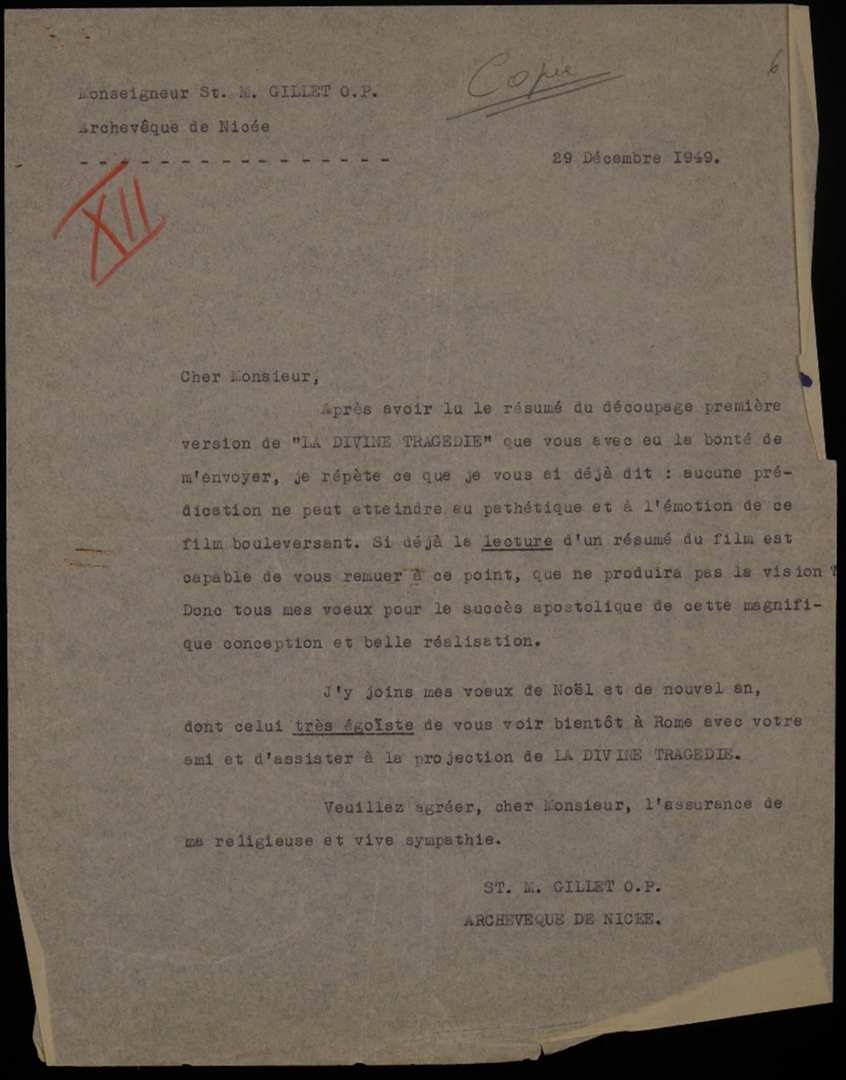 Copie
6
Monseigneur St. M. GILLET O.P.
Archevêque de Nicée
- - - - - - - - - - - - - - - - -
29 Décembre 1949.
XII
Cher Monsieur,
Après avoir lu le résumé du découpage première
version de "LA DIVINE TRAGEDIE" que vous avec eu la bonté de
m'envoyer, je répète ce que je vous ai déjà dit : aucune pré-
dication ne peut atteindre au pathétique et à l'émotion de ce
film bouleversant. Si déjà la lecture d'un résumé du film est
capable de vous remuer à ce point, que ne produira pas la vision ?
Donc tous mes voeux pour le succès apostolique de cette magnifi-
que conception et belle réalisation.
J'y joins mes voeux de Noël et de nouvel an,
dont celui très égoïste de vous voir bientôt à Rome avec votre
ami et d'assister à la projection de LA DIVINE TRAGEDIE.
Veuillez agréer, cher Monsieur, l'assurance de
ma religieuse et vive sympathie.
ST. M. GILLET O.P.
ARCHEVEQUE DE NICEE.